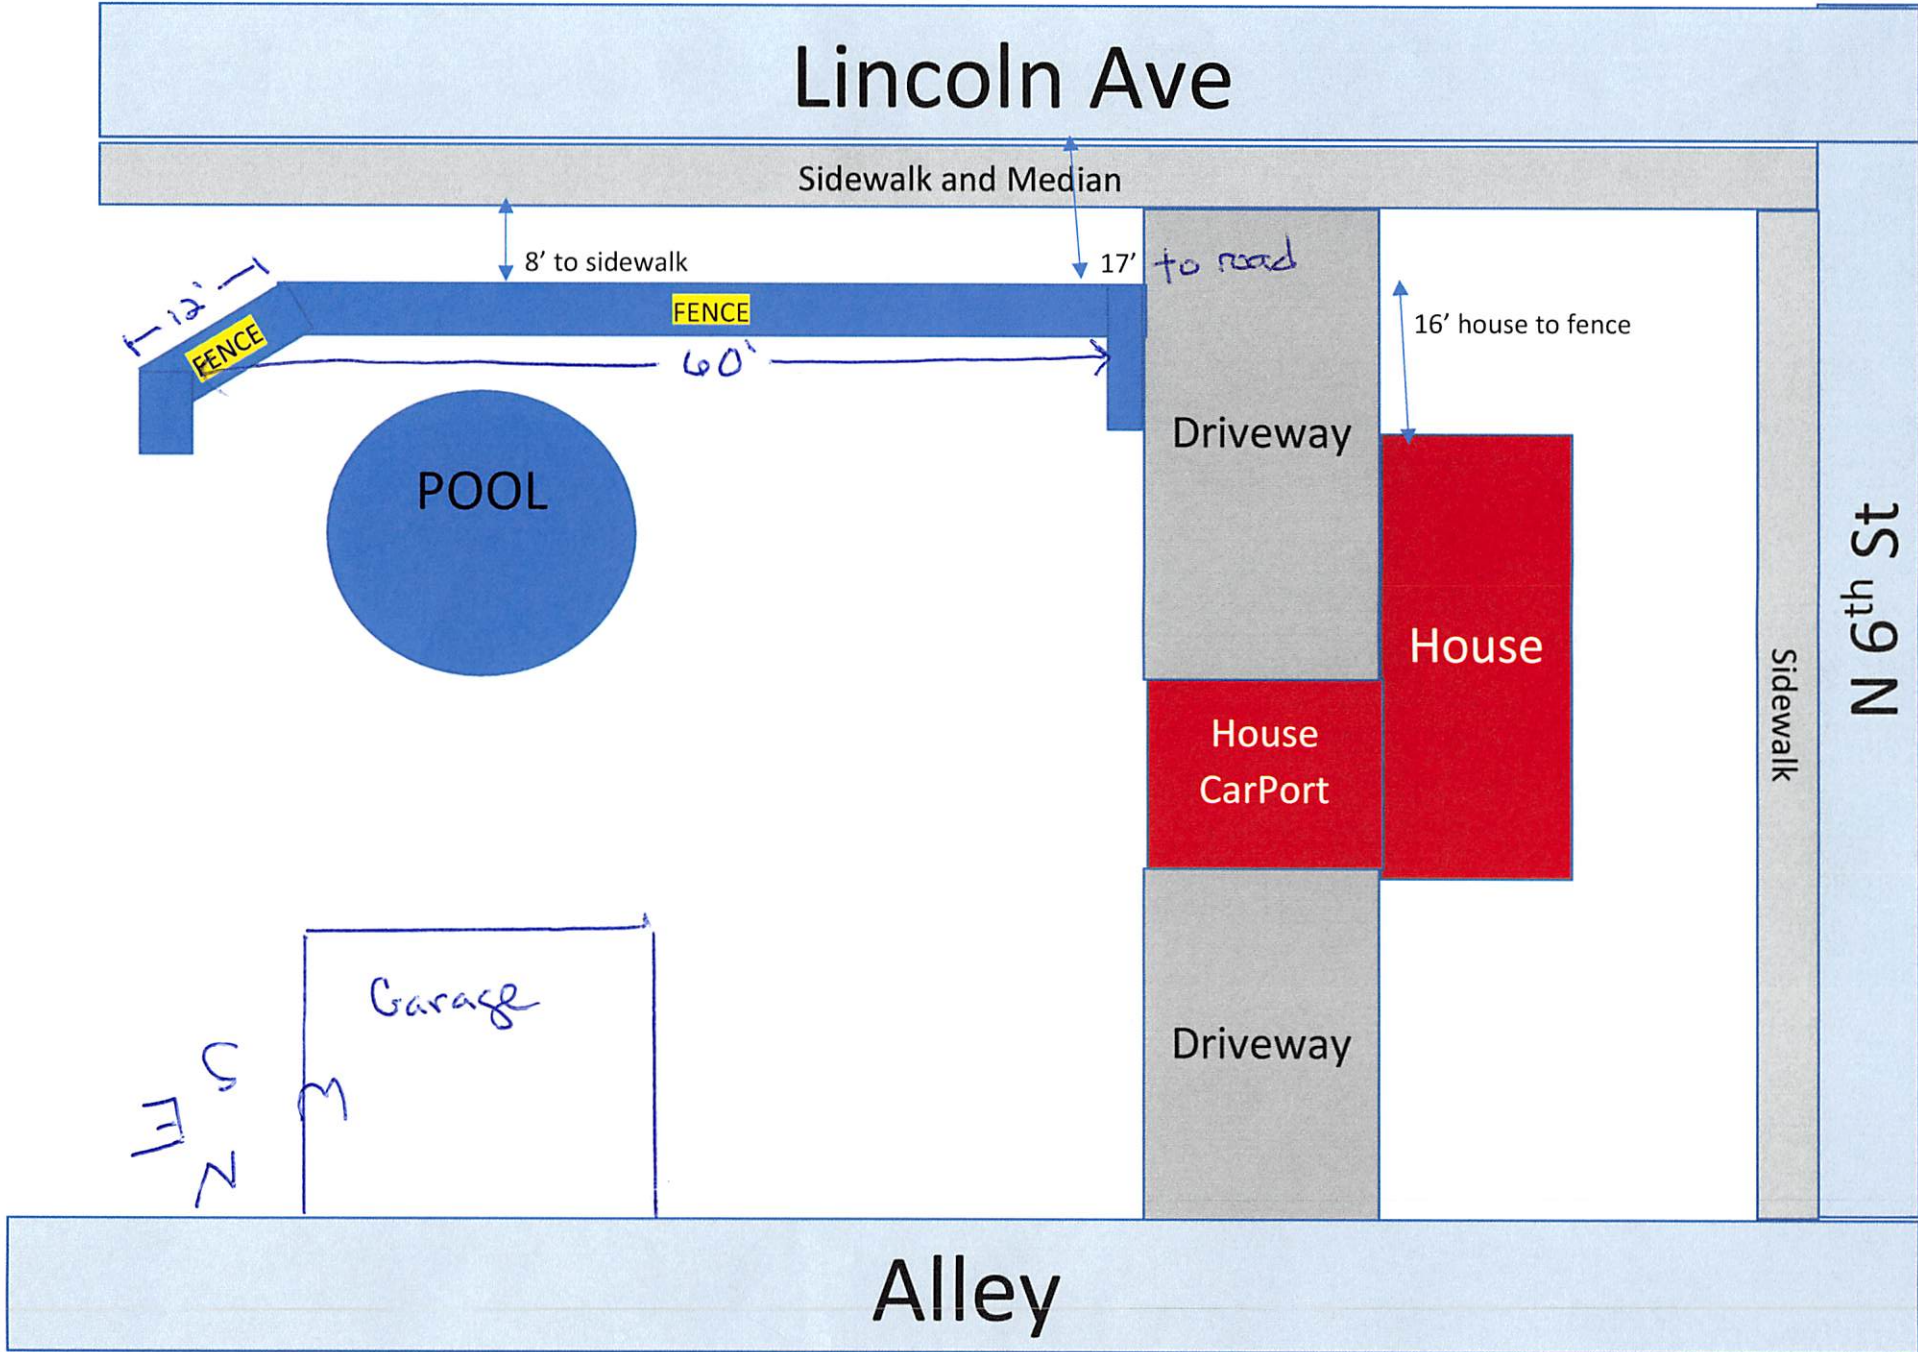 Lincoln Ave
Sidewalk and Median
8' to sidewalk
17' to road
12'
FENCE
FENCE
60'
16' house to fence
POOL
Driveway
House
House
CarPort
Sidewalk
N 6th St
Garage
S
E
W
N
Driveway
Alley